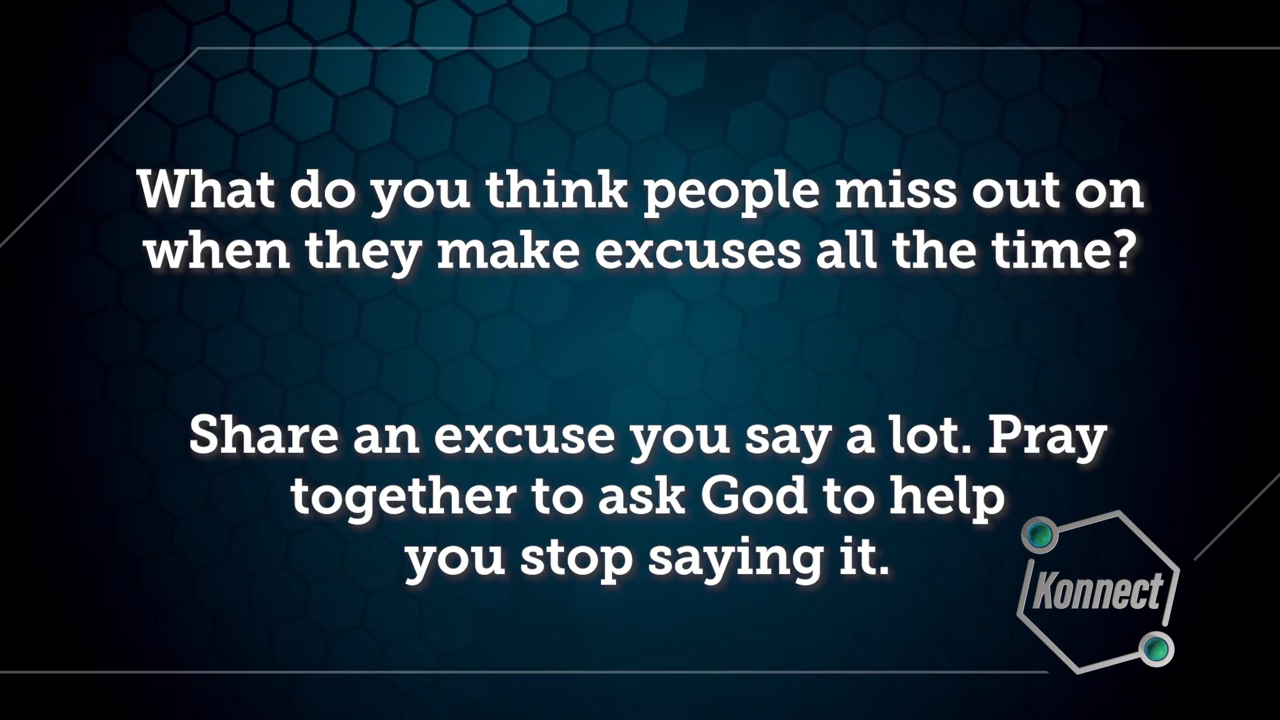 What do you think people miss out on
when they make excuses all the time?
Share an excuse you say a lot. Pray
together to ask God to help
you stop saying it.
Konnect